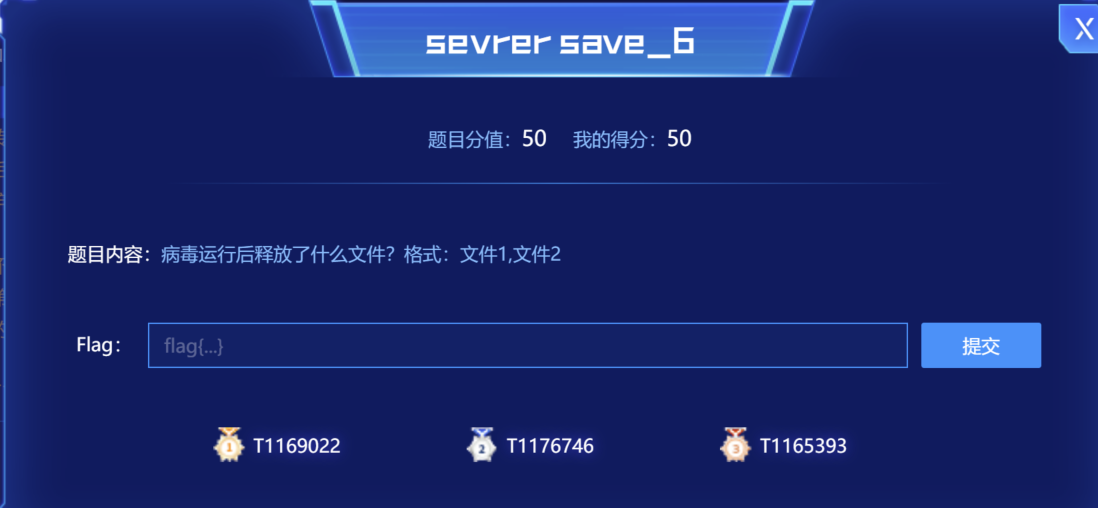 sevrer save_6
X
题目分值：50 我的得分：50
题目内容：病毒运行后释放了什么文件？格式：文件1,文件2
Flag： flag{...} 提交
1 T1169022 2 T1176746 3 T1165393